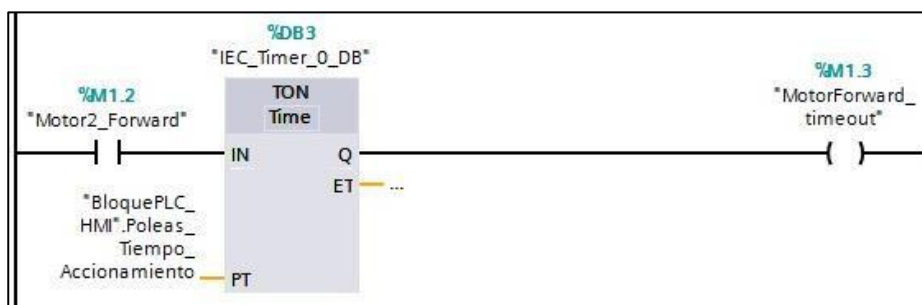 %DB3
"IEC_Timer_0_DB"
%M1.2
"Motor2_Forward"
TON
Time
IN
Q
ET
...
"BloquePLC_
HMI".Poleas_
Tiempo_
Accionamiento
PT
%M1.3
"MotorForward_
timeout"